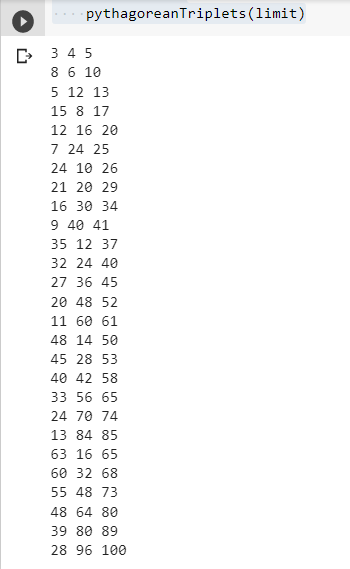 pythagoreanTriplets(limit)
3 4 5
8 6 10
5 12 13
15 8 17
12 16 20
7 24 25
24 10 26
21 20 29
16 30 34
9 40 41
35 12 37
32 24 40
27 36 45
20 48 52
11 60 61
48 14 50
45 28 53
40 42 58
33 56 65
24 70 74
13 84 85
63 16 65
60 32 68
55 48 73
48 64 80
39 80 89
28 96 100